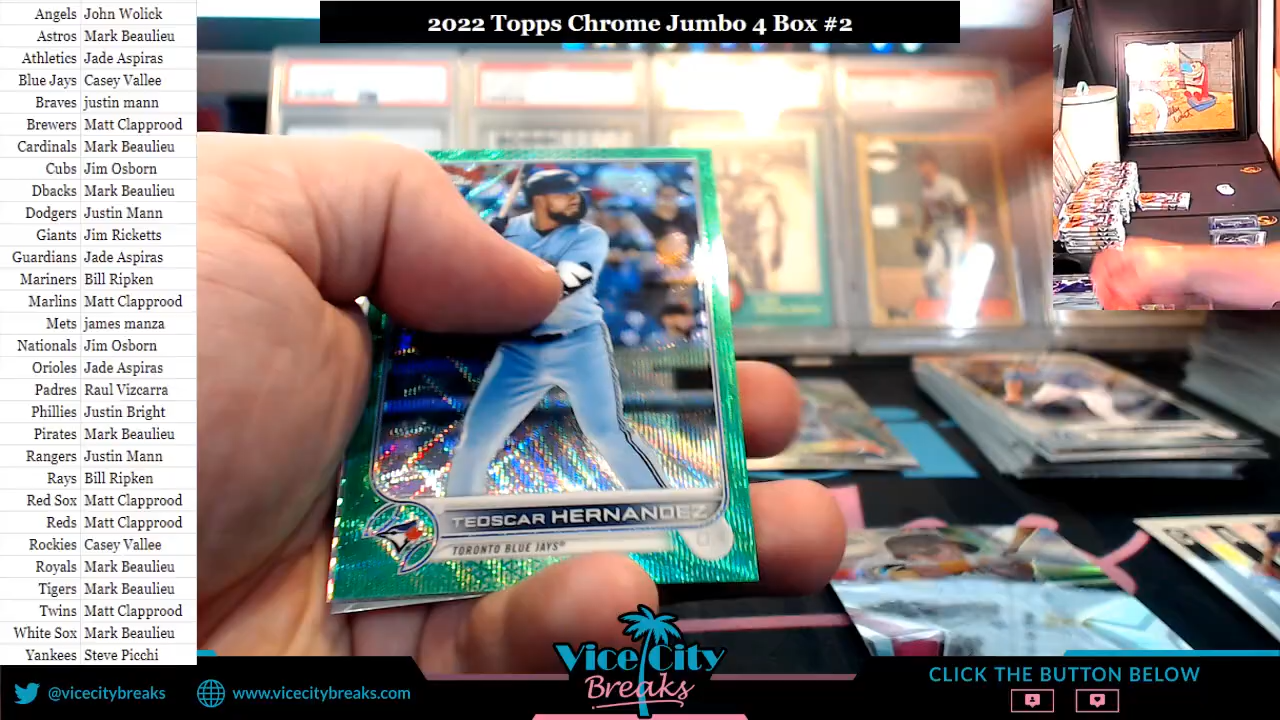 2022 Topps Chrome Jumbo 4 Box #2
Angels John Wolick
Astros Mark Beaulieu
Athletics Jade Aspiras
Blue Jays Casey Vallee
Braves justin mann
Brewers Matt Clapprood
Cardinals Mark Beaulieu
Cubs Jim Osborn
Dbacks Mark Beaulieu
Dodgers Justin Mann
Giants Jim Ricketts
Guardians Jade Aspiras
Mariners Bill Ripken
Marlins Matt Clapprood
Mets james manza
Nationals Jim Osborn
Orioles Jade Aspiras
Padres Raul Vizcarra
Phillies Justin Bright
Pirates Mark Beaulieu
Rangers Justin Mann
Rays Bill Ripken
Red Sox Matt Clapprood
Reds Matt Clapprood
Rockies Casey Vallee
Royals Mark Beaulieu
Tigers Mark Beaulieu
Twins Matt Clapprood
White Sox Mark Beaulieu
Yankees Steve Picchi
TEOSCAR HERNANDEZ
TORONTO BLUE JAYS®
@vicecitybreaks
www.vicecitybreaks.com
Vice City
Breaks
CLICK THE BUTTON BELOW